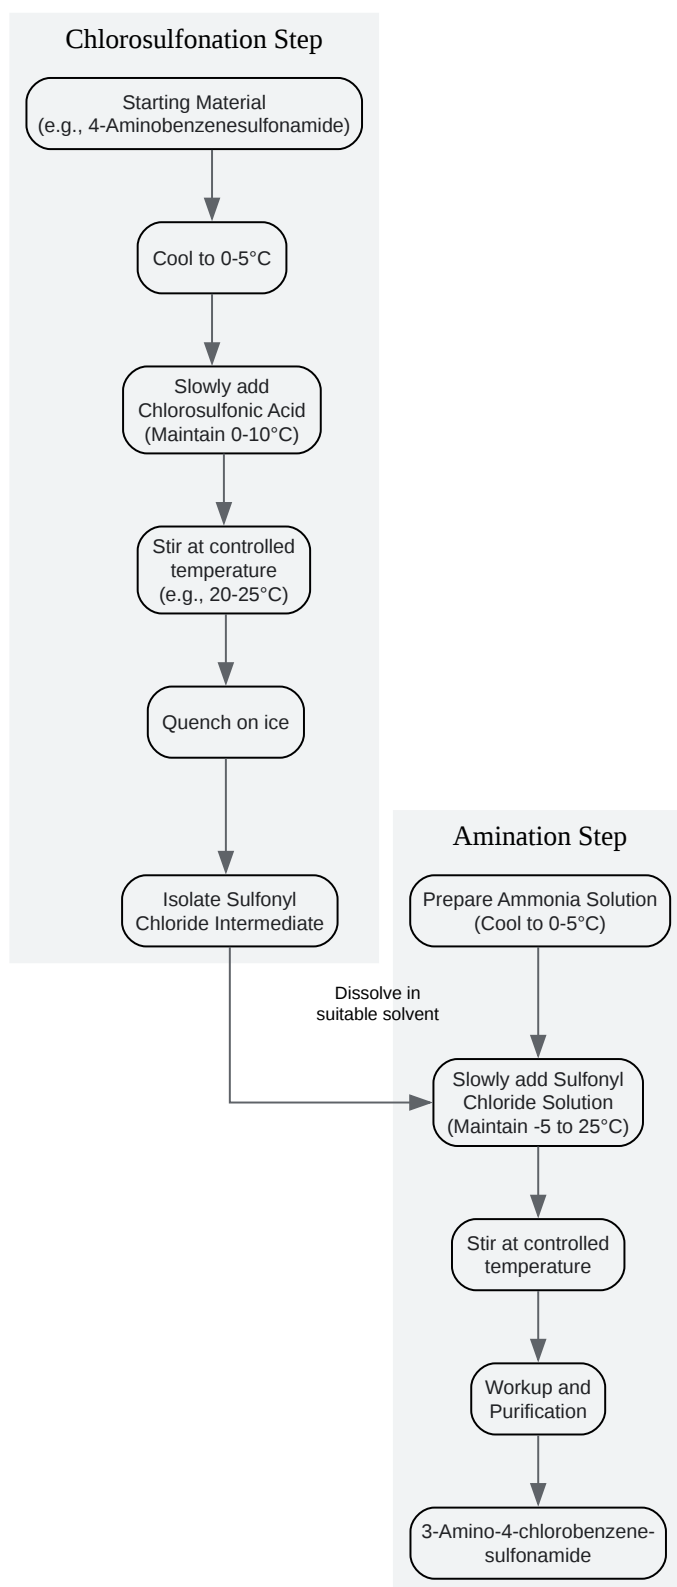 Chlorosulfonation Step
Starting Material
(e.g., 4-Aminobenzenesulfonamide)
Cool to 0-5°C
Slowly add
Chlorosulfonic Acid
(Maintain 0-10°C)
Stir at controlled
temperature
(e.g., 20-25°C)
Quench on ice
Isolate Sulfonyl
Chloride Intermediate
Amination Step
Prepare Ammonia Solution
(Cool to 0-5°C)
Dissolve in
suitable solvent
Slowly add Sulfonyl
Chloride Solution
(Maintain -5 to 25°C)
Stir at controlled
temperature
Workup and
Purification
3-Amino-4-chlorobenzene-
sulfonamide